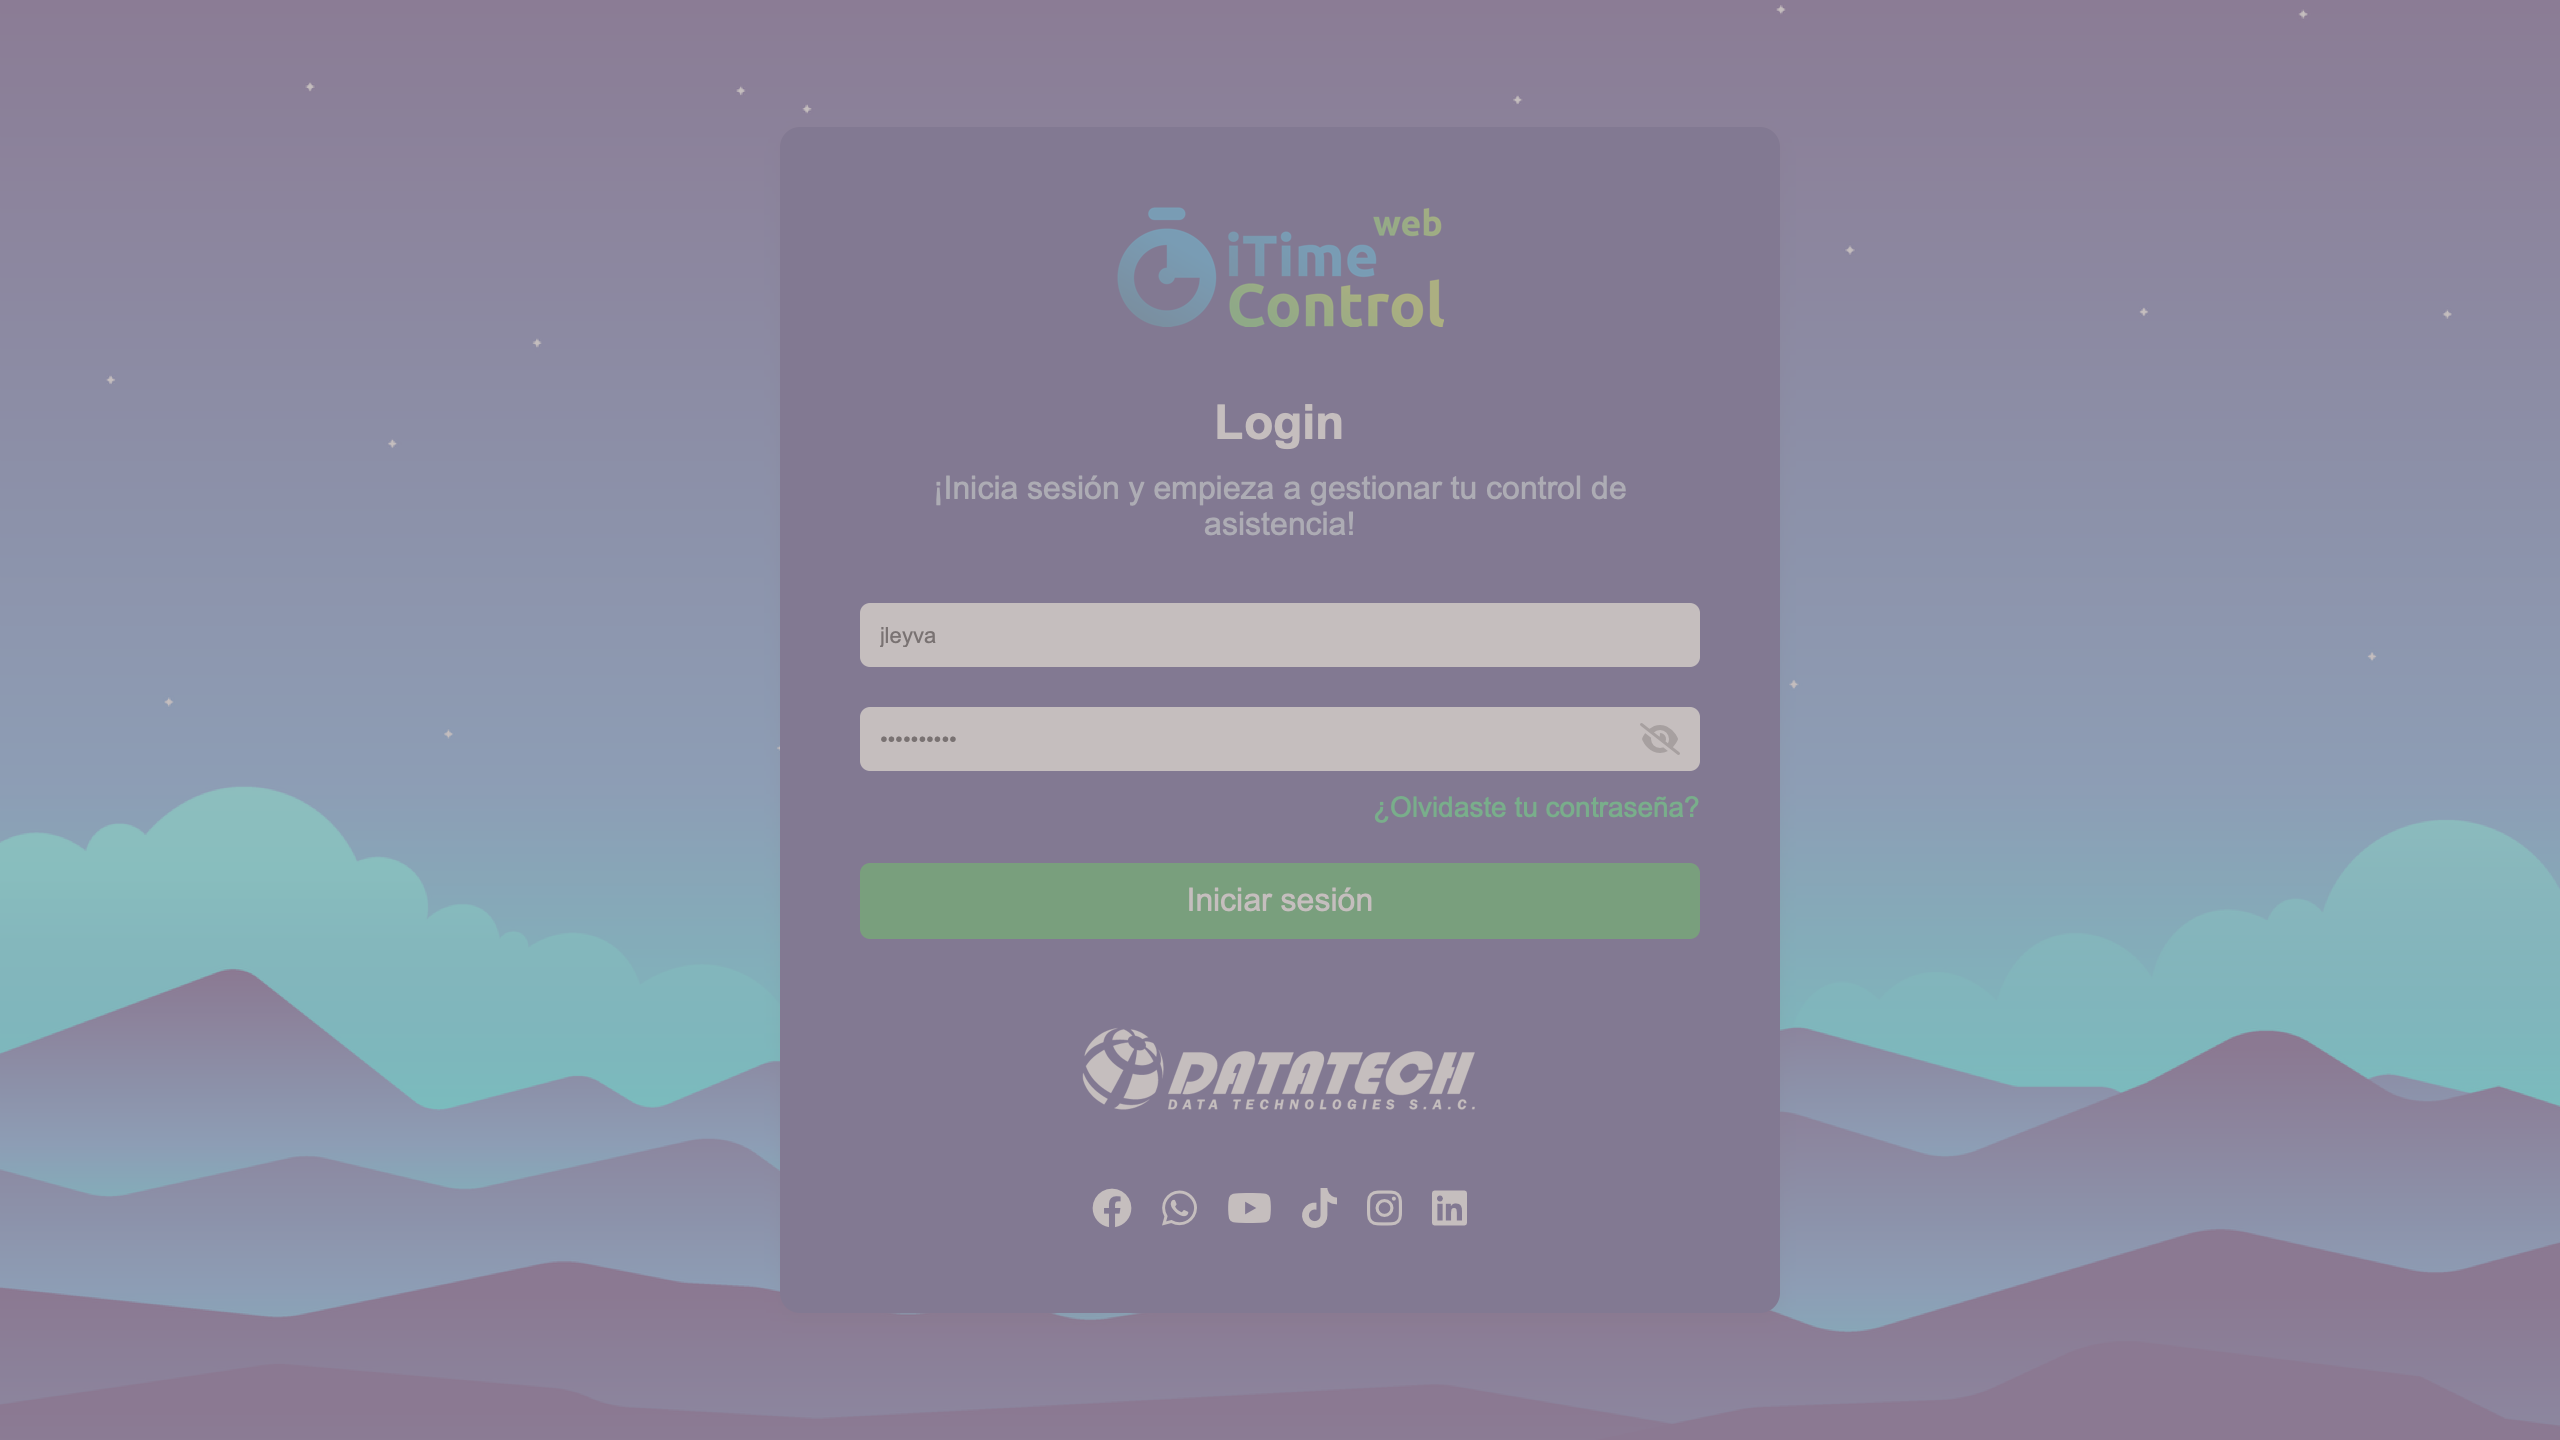 web
iTime
Control
Login
¡Inicia sesión y empieza a gestionar tu control de
asistencia!
jleyva
••••••••••
¿Olvidaste tu contraseña?
Iniciar sesión
DATATECH
DATA TECHNOLOGIES S.A.C.